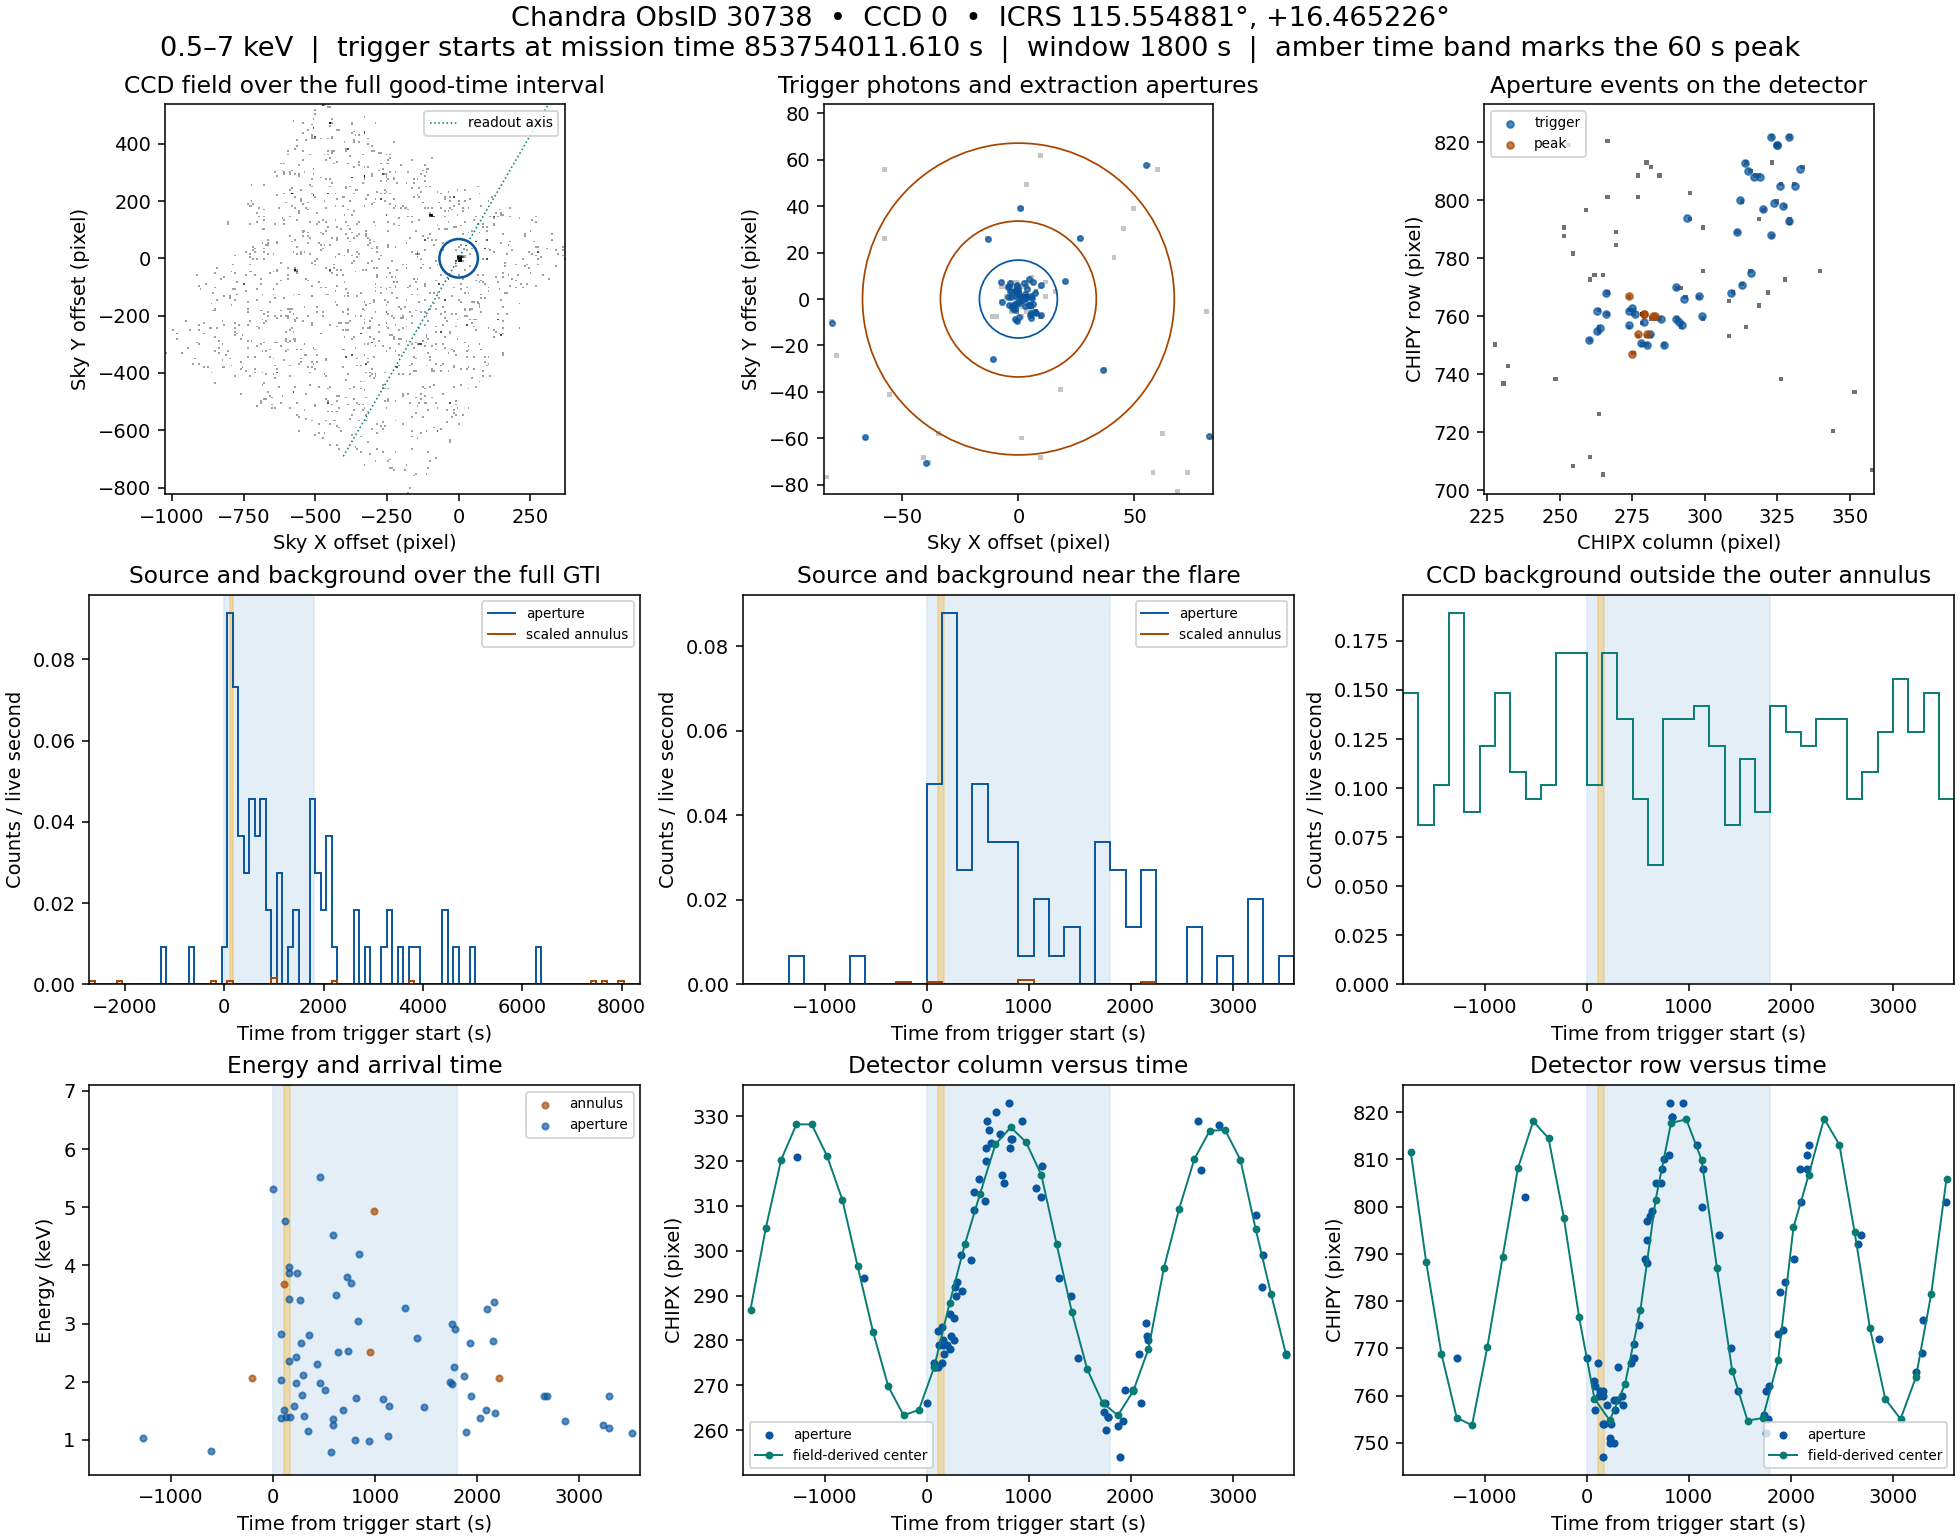 Chandra ObsID 30738 • CCD 0 • ICRS 115.554881°, +16.465226°
0.5–7 keV | trigger starts at mission time 853754011.610 s | window 1800 s | amber time band marks the 60 s peak
CCD field over the full good-time interval
readout axis
400
200
0
−200
−400
−600
−800
−1000
−750
−500
−250
0
250
Sky Y offset (pixel)
Sky X offset (pixel)
Trigger photons and extraction apertures
80
60
40
20
0
−20
−40
−60
−80
−50
0
50
Sky Y offset (pixel)
Sky X offset (pixel)
Aperture events on the detector
trigger
peak
820
800
780
760
740
720
700
225
250
275
300
325
350
CHIPY row (pixel)
CHIPX column (pixel)
Source and background over the full GTI
aperture
scaled annulus
0.08
0.06
0.04
0.02
0.00
−2000
0
2000
4000
6000
8000
Counts / live second
Time from trigger start (s)
Source and background near the flare
aperture
scaled annulus
0.08
0.06
0.04
0.02
0.00
−1000
0
1000
2000
3000
Counts / live second
Time from trigger start (s)
CCD background outside the outer annulus
0.175
0.150
0.125
0.100
0.075
0.050
0.025
0.000
−1000
0
1000
2000
3000
Counts / live second
Time from trigger start (s)
Energy and arrival time
annulus
aperture
7
6
5
4
3
2
1
−1000
0
1000
2000
3000
Energy (keV)
Time from trigger start (s)
Detector column versus time
aperture
field-derived center
330
320
310
300
290
280
270
260
−1000
0
1000
2000
3000
CHIPX (pixel)
Time from trigger start (s)
Detector row versus time
aperture
field-derived center
820
810
800
790
780
770
760
750
−1000
0
1000
2000
3000
CHIPY (pixel)
Time from trigger start (s)